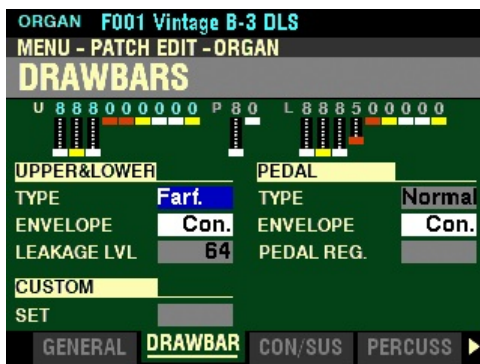 ORGAN F001 Vintage B-3 DLS
MENU - PATCH EDIT - ORGAN
DRAWBARS
U 888000000 P 80 L 888500000
UPPER&LOWER PEDAL
TYPE Farf. TYPE Normal
ENVELOPE Con. ENVELOPE Con.
LEAKAGE LVL 64 PEDAL REG.
CUSTOM
SET
GENERAL DRAWBAR CON/SUS PERCUSS